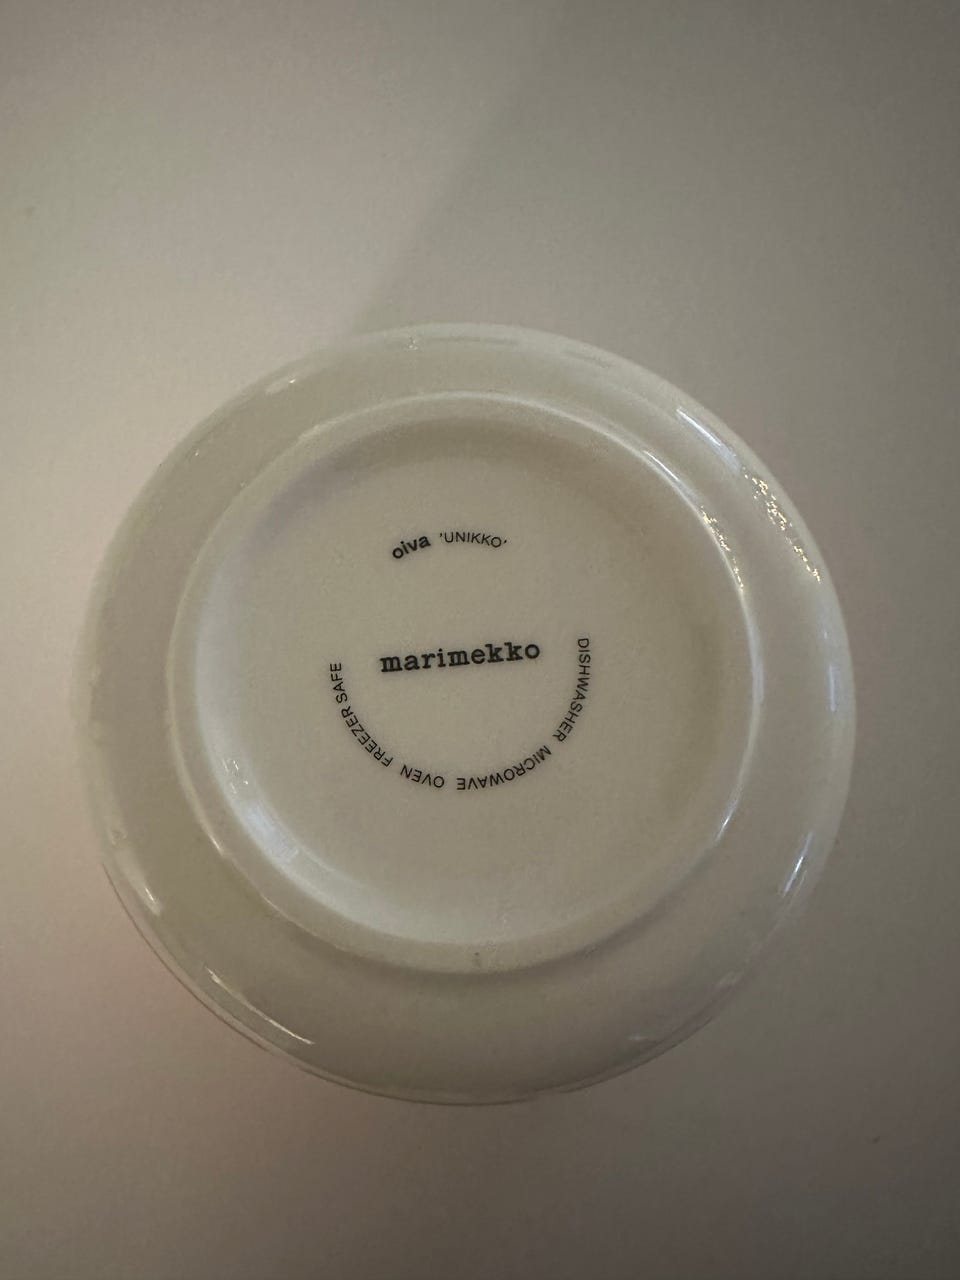 oiva 'UNIKKO'
marimekko
DISHWASHER MICROWAVE OVEN FREEZER SAFE